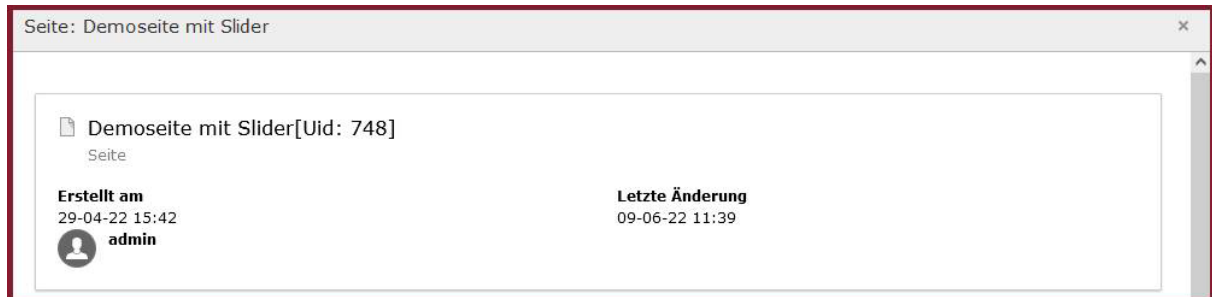 Seite: Demoseite mit Slider
Demoseite mit Slider[Uid: 748]
Seite
Erstellt am
29-04-22 15:42
admin
Letzte Änderung
09-06-22 11:39